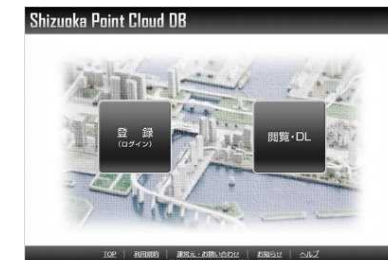 Shizuoka Point Cloud DB
登 録
(ログイン)
閲覧・DL
TOP | 利用規約 | 運営元・お問い合わせ | お知らせ | ヘルプ